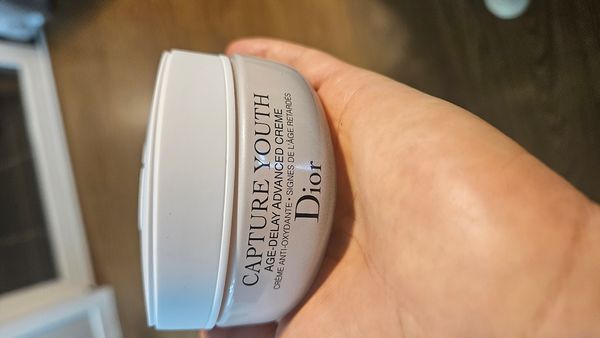 CAPTURE YOUTH
AGE-DELAY ADVANCED CREME
CRÈME ANTI-OXYDANTE • SIGNES DE L'ÂGE RETARDÉS
Dior